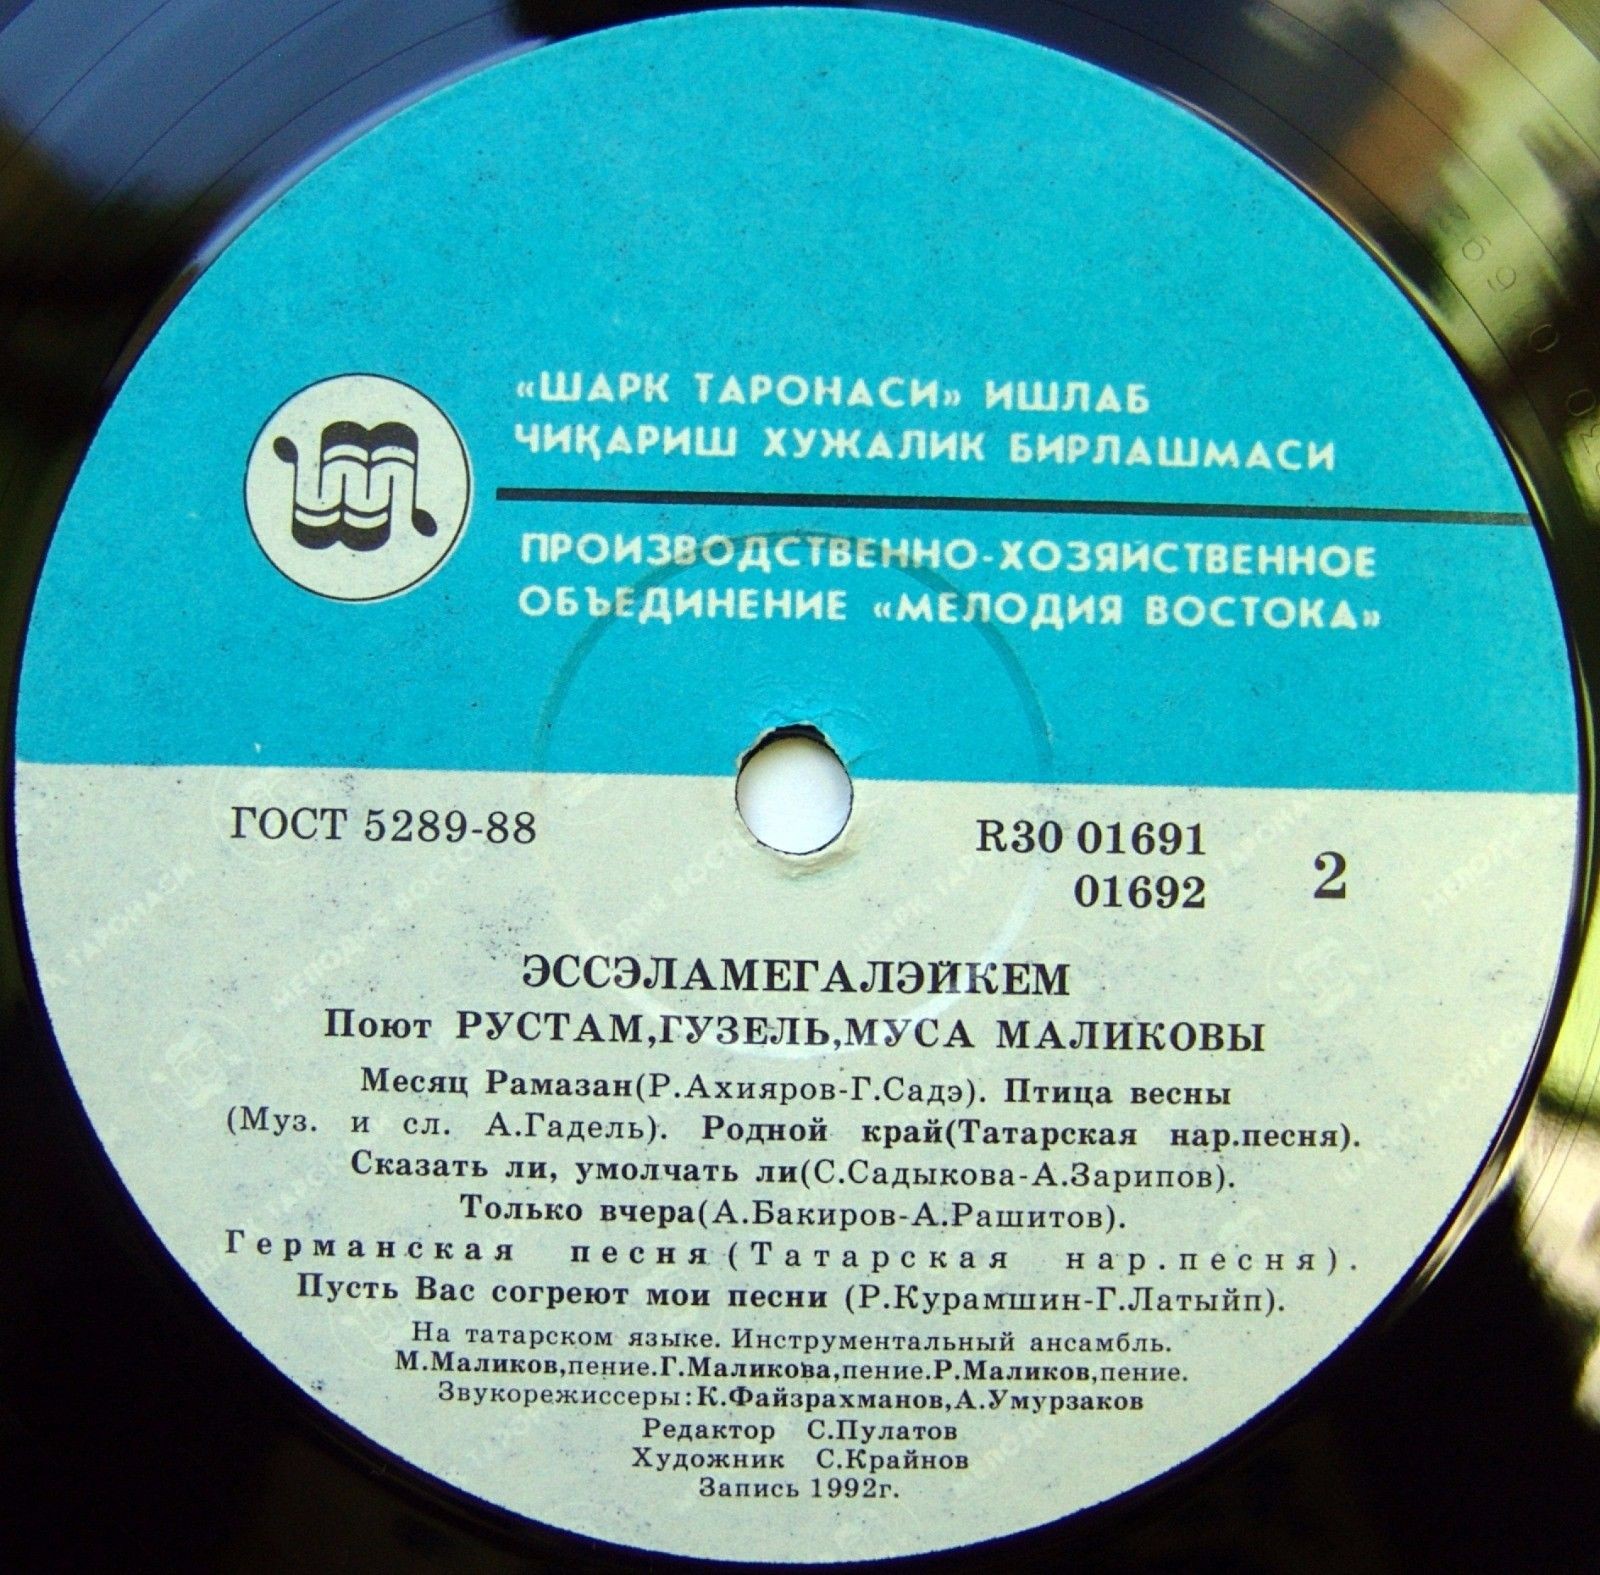 «ШАРК ТАРОНАСИ» ИШЛАБ
ЧИҚАРИШ ХУЖАЛИК БИРЛАШМАСИ
ПРОИЗВОДСТВЕННО-ХОЗЯЙСТВЕННОЕ
ОБЪЕДИНЕНИЕ «МЕЛОДИЯ ВОСТОКА»
ГОСТ 5289-88
R30 01691
01692
2
ЭССЭЛАМЕГАЛЭЙКЕМ
Поют РУСТАМ,ГУЗЕЛЬ,МУСА МАЛИКОВЫ
Месяц Рамазан(Р.Ахияров-Г.Садэ). Птица весны
(Муз. и сл. А.Гадель). Родной край(Татарская нар.песня).
Сказать ли, умолчать ли(С.Садыкова-А.Зарипов).
Только вчера(А.Бакиров-А.Рашитов).
Германская песня(Татарская нар.песня).
Пусть Вас согреют мои песни (Р.Курамшин-Г.Латыйп).
На татарском языке. Инструментальный ансамбль.
М.Маликов,пение.Г.Маликова,пение.Р.Маликов,пение.
Звукорежиссеры:К.Файзрахманов,А.Умурзаков
Редактор С.Пулатов
Художник С.Крайнов
Запись 1992г.